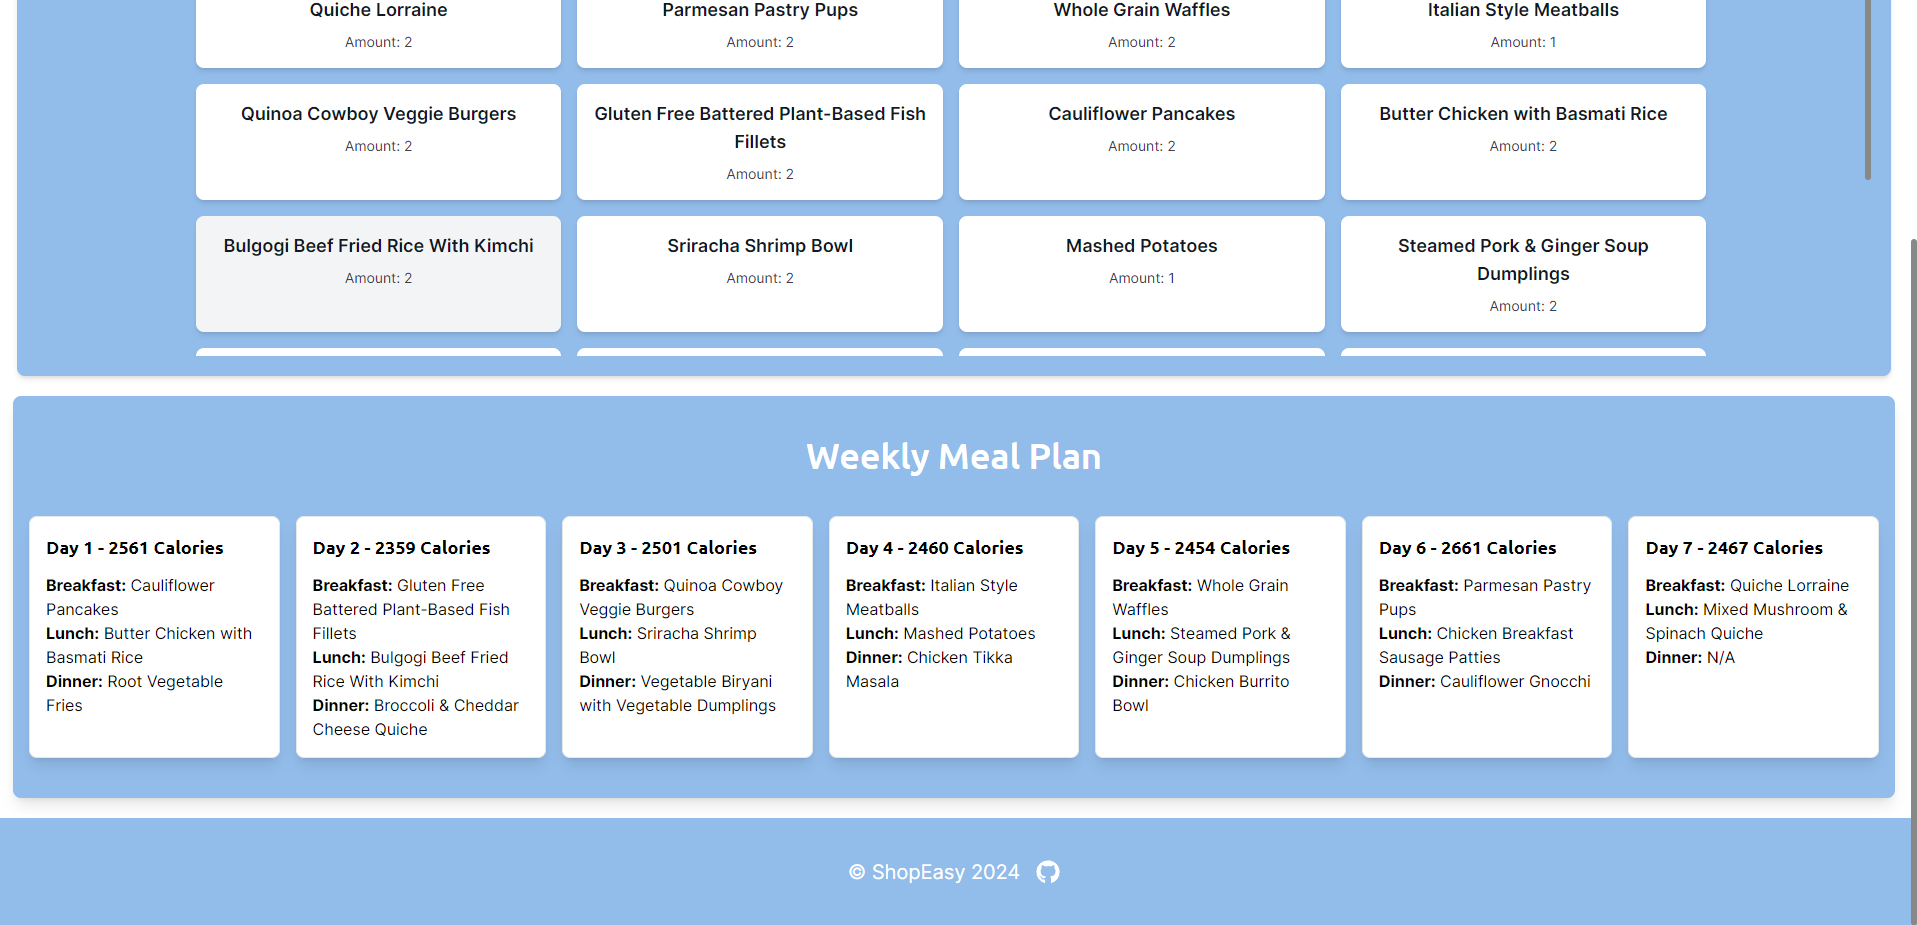 Quiche Lorraine
Amount: 2
Parmesan Pastry Pups
Amount: 2
Whole Grain Waffles
Amount: 2
Italian Style Meatballs
Amount: 1
Quinoa Cowboy Veggie Burgers
Amount: 2
Gluten Free Battered Plant-Based Fish
Fillets
Amount: 2
Cauliflower Pancakes
Amount: 2
Butter Chicken with Basmati Rice
Amount: 2
Bulgogi Beef Fried Rice With Kimchi
Amount: 2
Sriracha Shrimp Bowl
Amount: 2
Mashed Potatoes
Amount: 1
Steamed Pork & Ginger Soup
Dumplings
Amount: 2
Weekly Meal Plan
Day 1 - 2561 Calories
Breakfast: Cauliflower
Pancakes
Lunch: Butter Chicken with
Basmati Rice
Dinner: Root Vegetable
Fries
Day 2 - 2359 Calories
Breakfast: Gluten Free
Battered Plant-Based Fish
Fillets
Lunch: Bulgogi Beef Fried
Rice With Kimchi
Dinner: Broccoli & Cheddar
Cheese Quiche
Day 3 - 2501 Calories
Breakfast: Quinoa Cowboy
Veggie Burgers
Lunch: Sriracha Shrimp
Bowl
Dinner: Vegetable Biryani
with Vegetable Dumplings
Day 4 - 2460 Calories
Breakfast: Italian Style
Meatballs
Lunch: Mashed Potatoes
Dinner: Chicken Tikka
Masala
Day 5 - 2454 Calories
Breakfast: Whole Grain
Waffles
Lunch: Steamed Pork &
Ginger Soup Dumplings
Dinner: Chicken Burrito
Bowl
Day 6 - 2661 Calories
Breakfast: Parmesan Pastry
Pups
Lunch: Chicken Breakfast
Sausage Patties
Dinner: Cauliflower Gnocchi
Day 7 - 2467 Calories
Breakfast: Quiche Lorraine
Lunch: Mixed Mushroom &
Spinach Quiche
Dinner: N/A
© ShopEasy 2024